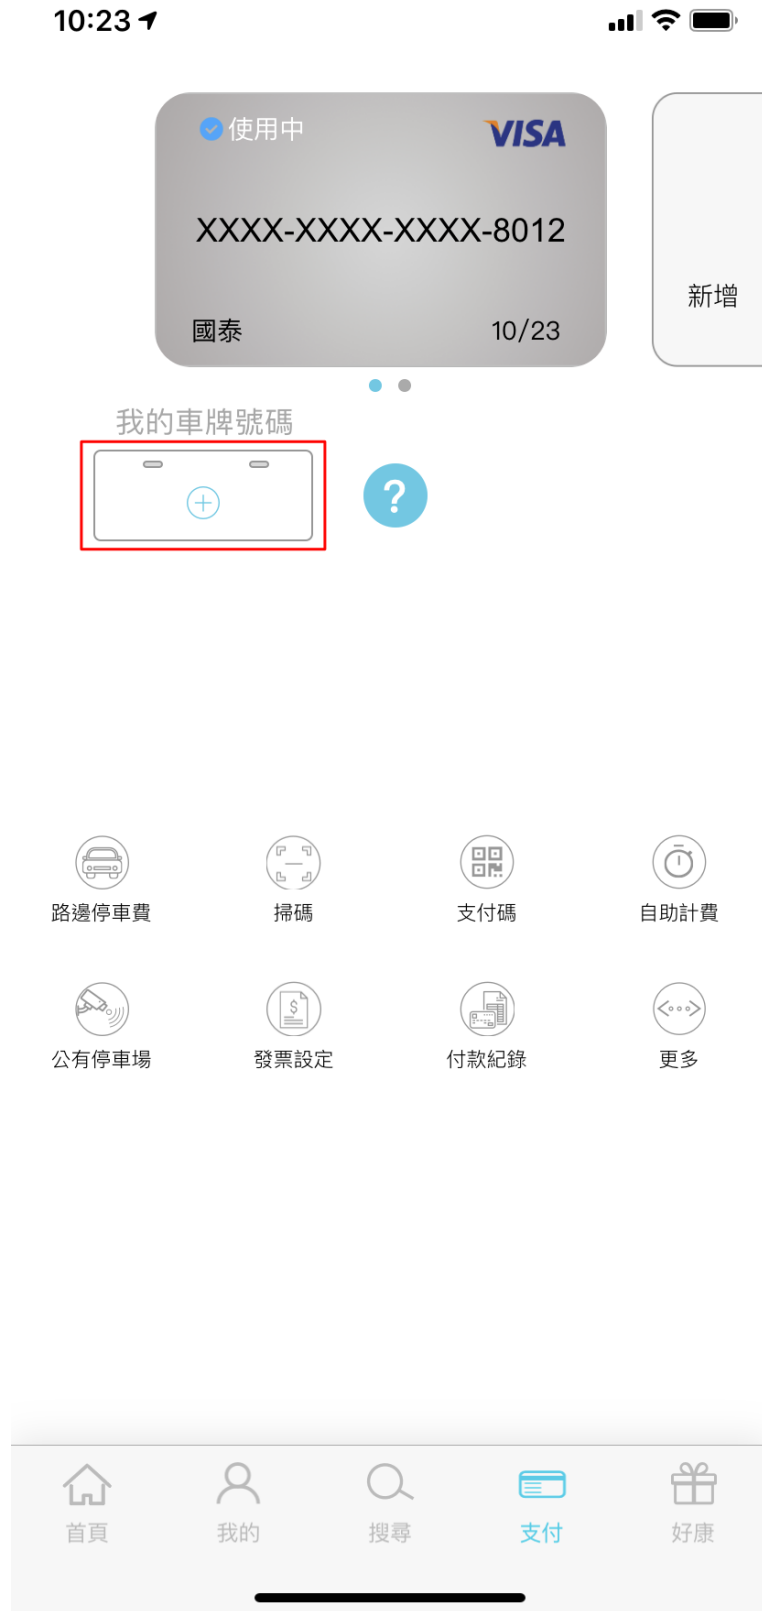 10:23
使用中 VISA
XXXX-XXXX-XXXX-8012
國泰 10/23
新增
我的車牌號碼
?
路邊停車費 掃碼 支付碼 自助計費
公有停車場 發票設定 付款紀錄 更多
首頁 我的 搜尋 支付 好康